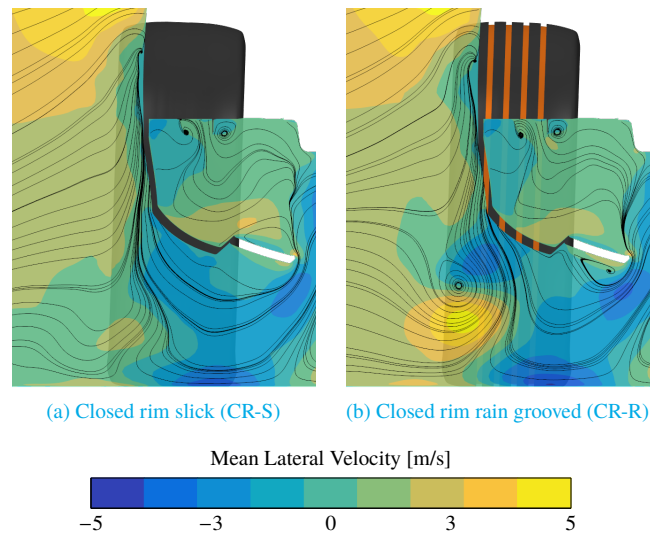 (a) Closed rim slick (CR-S)
(b) Closed rim rain grooved (CR-R)
Mean Lateral Velocity [m/s]
−5 −3 0 3 5